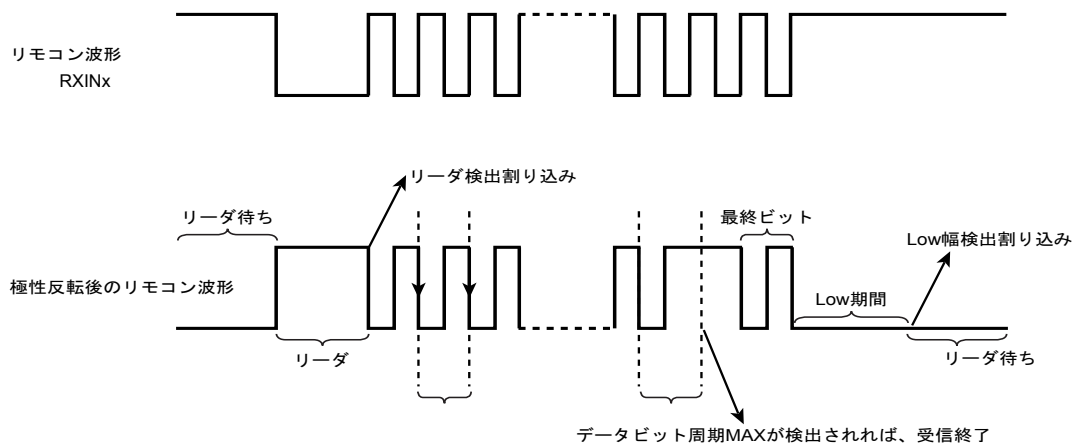 リモコン波形
RXINx
リーダ検出割り込み
リーダ待ち
最終ビット
Low幅検出割り込み
極性反転後のリモコン波形
Low期間
リーダ
リーダ待ち
データビット周期MAXが検出されれば、受信終了